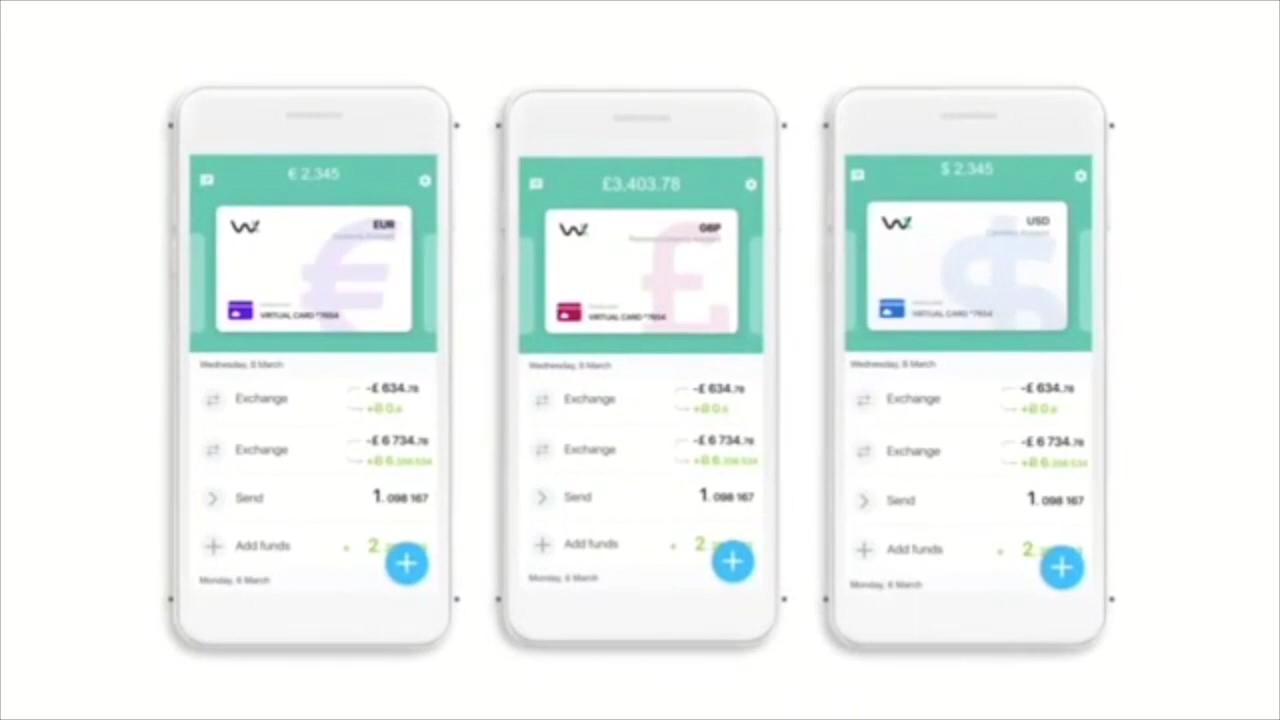 € 2,345
EUR
VIRTUAL CARD *7654
Wednesday, 8 March
Exchange
-£ 634.78
Exchange
-£ 6 734.78
Send
1. 098 167
Add funds
+ 2
Monday, 6 March
£3,403.78
GBP
VIRTUAL CARD *7654
Wednesday, 8 March
Exchange
-£ 634.78
Exchange
-£ 6 734.78
Send
1. 098 167
Add funds
+ 2
Monday, 6 March
$ 2,345
USD
VIRTUAL CARD *7654
Wednesday, 8 March
Exchange
-£ 634.78
Exchange
-£ 6 734.78
Send
1. 098 167
Add funds
+ 2
Monday, 6 March